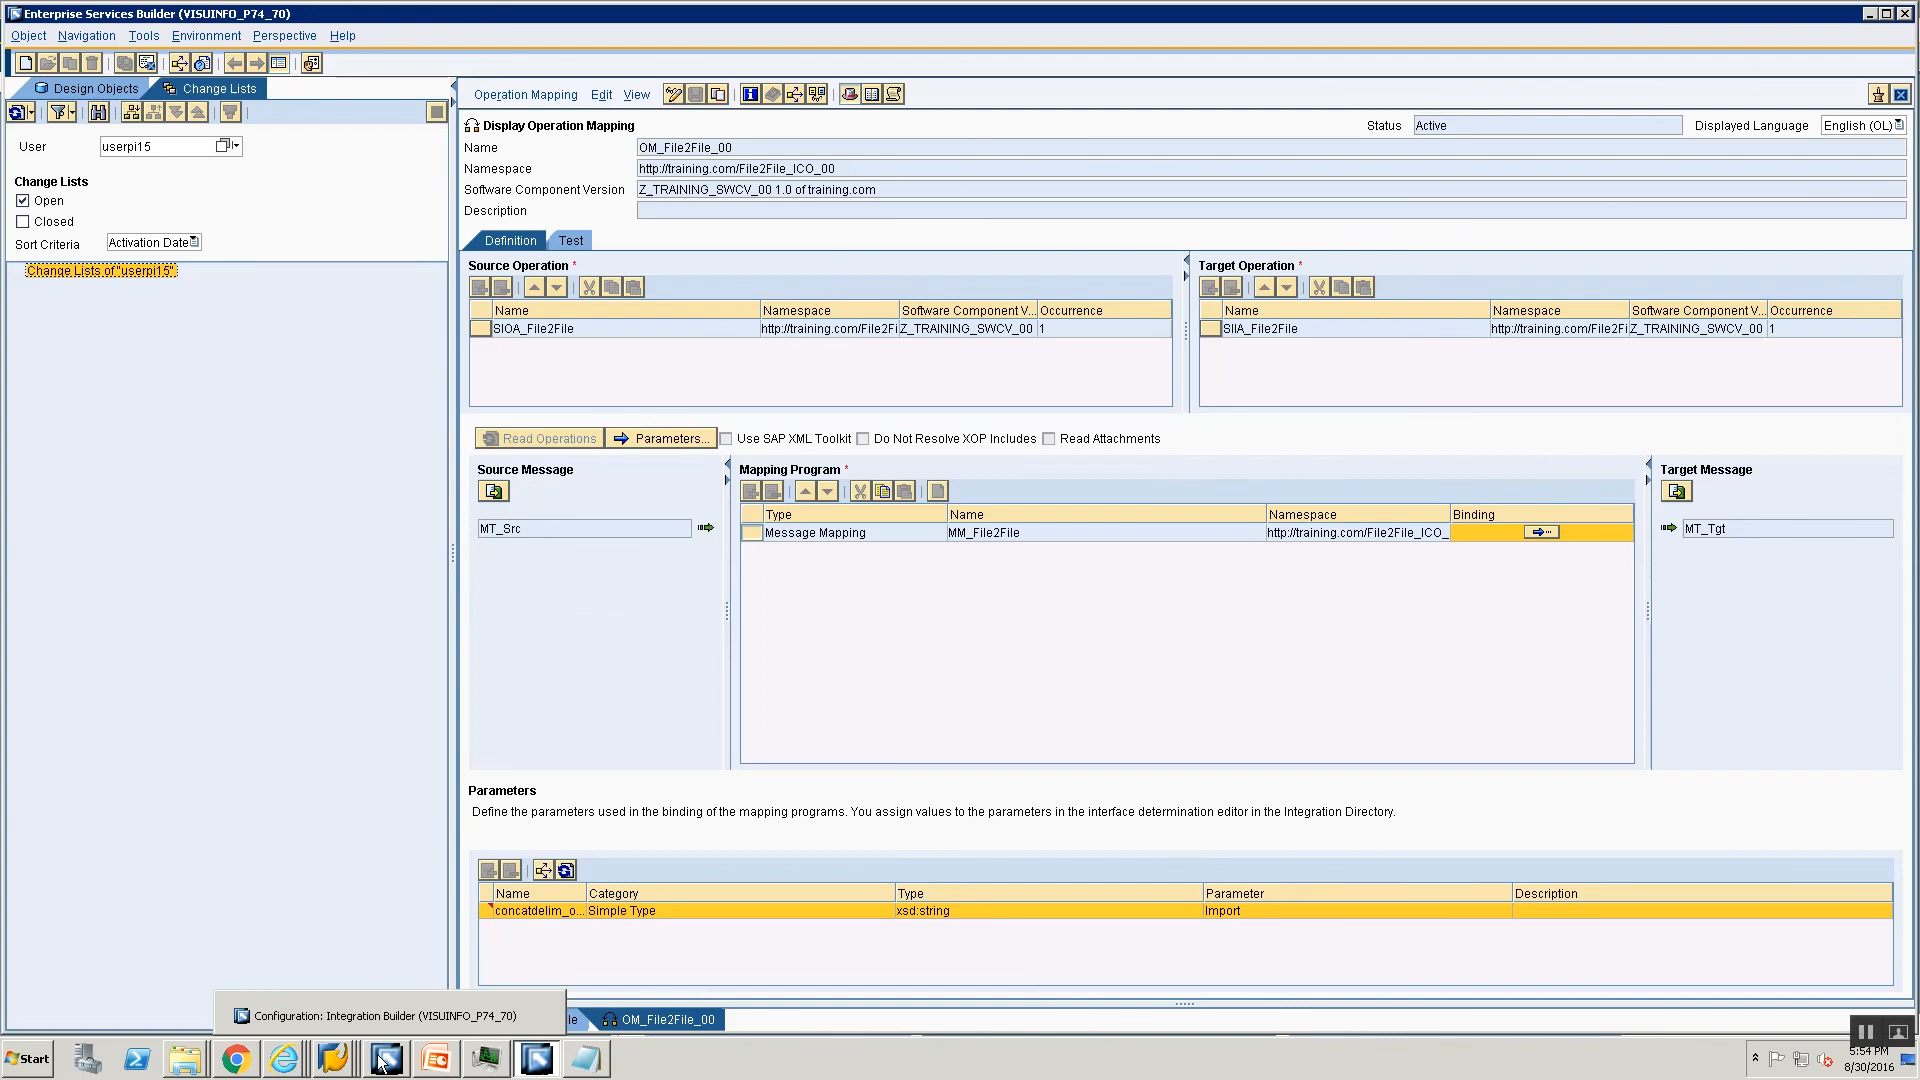 Enterprise Services Builder (VISUINFO_P74_70)
Object Navigation Tools Environment Perspective Help
Design Objects Change Lists
Operation Mapping Edit View
User userpi15
Display Operation Mapping Status Active Displayed Language English (OL)
Name OM_File2File_00
Namespace http://training.com/File2File_ICO_00
Software Component Version Z_TRAINING_SWCV_00 1.0 of training.com
Description
Change Lists
Open
Closed
Sort Criteria Activation Date
Change Lists of "userpi15"
Definition Test
Source Operation *
Name Namespace Software Component V... Occurrence
SIOA_File2File http://training.com/File2Fi Z_TRAINING_SWCV_00 1
Target Operation *
Name Namespace Software Component V... Occurrence
SIIA_File2File http://training.com/File2Fi Z_TRAINING_SWCV_00 1
Read Operations Parameters... Use SAP XML Toolkit Do Not Resolve XOP Includes Read Attachments
Source Message
MT_Src
Mapping Program *
Type Name Namespace Binding
Message Mapping MM_File2File http://training.com/File2File_ICO_
Target Message
MT_Tgt
Parameters
Define the parameters used in the binding of the mapping programs. You assign values to the parameters in the interface determination editor in the Integration Directory.
Name Category Type Parameter Description
concatdelim_o... Simple Type xsd:string Import
Configuration: Integration Builder (VISUINFO_P74_70)
le OM_File2File_00
Start
5:54 PM
8/30/2016